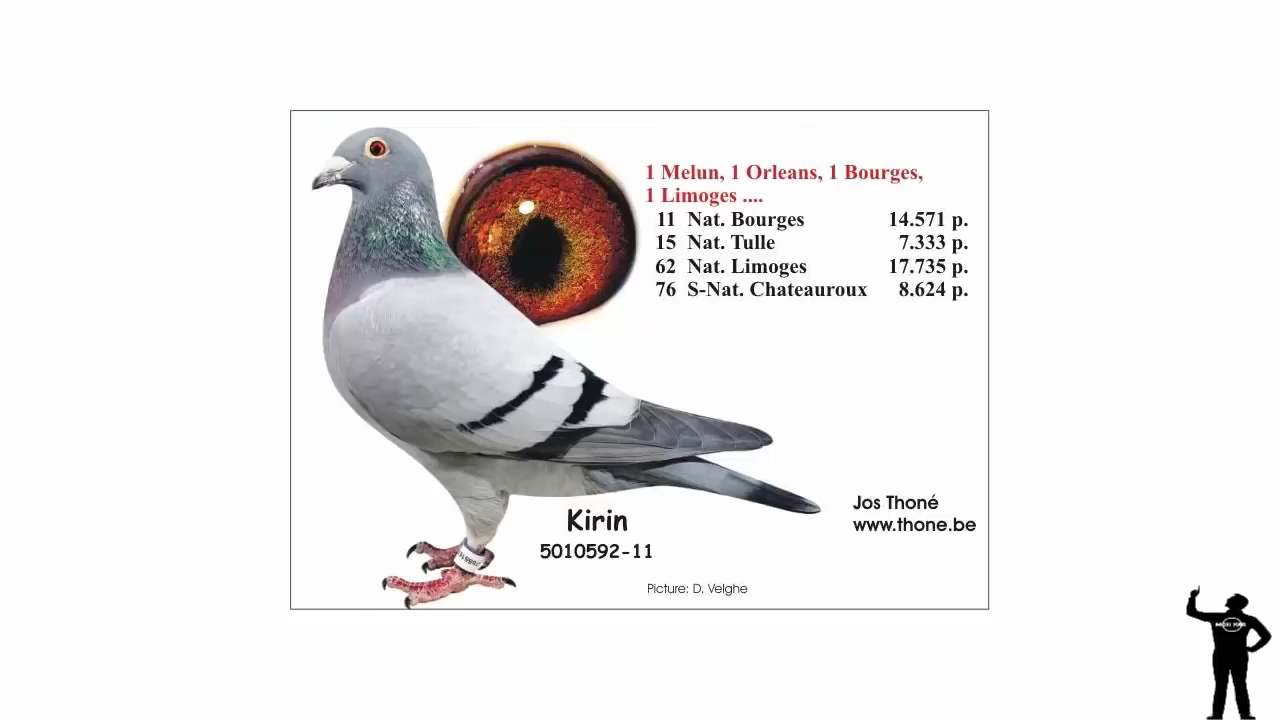 1 Melun, 1 Orleans, 1 Bourges,
1 Limoges ....
11 Nat. Bourges 14.571 p.
15 Nat. Tulle 7.333 p.
62 Nat. Limoges 17.735 p.
76 S-Nat. Chateauroux 8.624 p.
Jos Thoné
www.thone.be
Kirin
5010592-11
Picture: D. Velghe